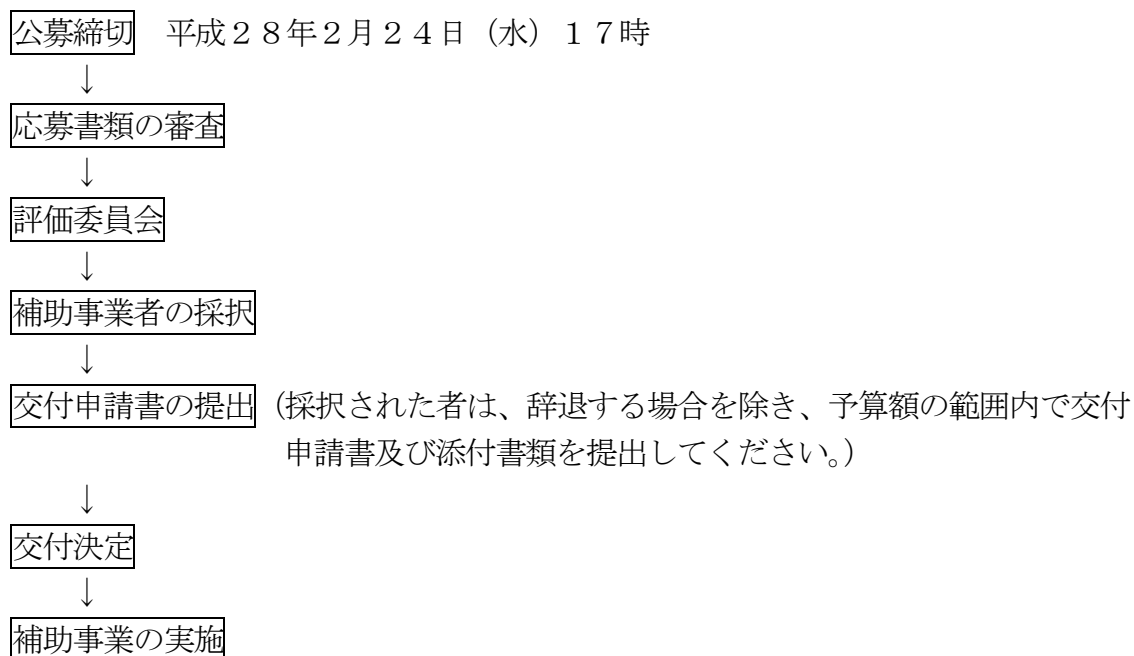 公募締切　平成２８年２月２４日（水）１７時
↓
応募書類の審査
↓
評価委員会
↓
補助事業者の採択
↓
交付申請書の提出（採択された者は、辞退する場合を除き、予算額の範囲内で交付
申請書及び添付書類を提出してください。）
↓
交付決定
↓
補助事業の実施